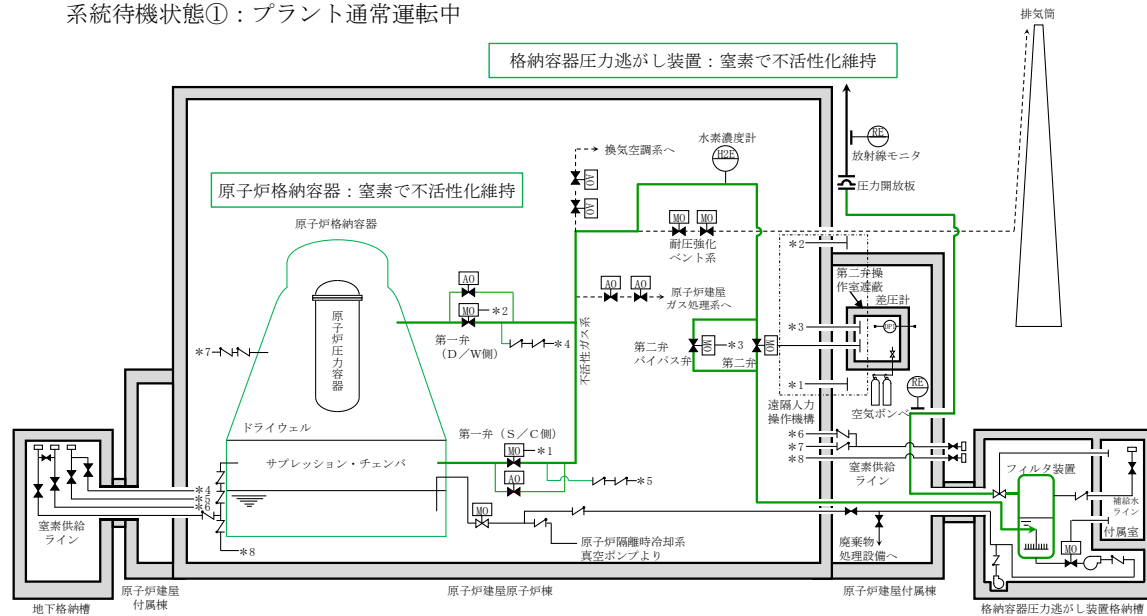 系統待機状態①：プラント通常運転中
排気筒
格納容器圧力逃がし装置：窒素で不活性化維持
水素濃度計
H2E
RE
放射線モニタ
換気空調系へ
AO
AO
圧力開放板
原子炉格納容器：窒素で不活性化維持
原子炉格納容器
MO
MO
耐圧強化
ベント系
＊2
第二弁操
作室遮蔽
差圧計
DPI
AO
AO
原子炉建屋
ガス処理系へ
AO
MO
＊2
＊4
第一弁
（Ｄ／Ｗ側）
不活性ガス系
原子炉圧力容器
＊7
MO
＊3
第二弁
バイパス弁
第二弁
MO
＊3
＊1
RE
空気ボンベ
遠隔人力
操作機構
ドライウェル
第一弁（Ｓ／Ｃ側）
MO
＊1
AO
＊5
サプレッション・チェンバ
＊6
＊7
＊8
窒素供給
ライン
フィルタ装置
補給水
ライン
付属室
MO
＊4
＊5
＊6
＊8
窒素供給
ライン
MO
原子炉隔離時冷却系
真空ポンプより
廃棄物
処理設備へ
地下格納槽
原子炉建屋
付属棟
原子炉建屋原子炉棟
原子炉建屋付属棟
格納容器圧力逃がし装置格納槽